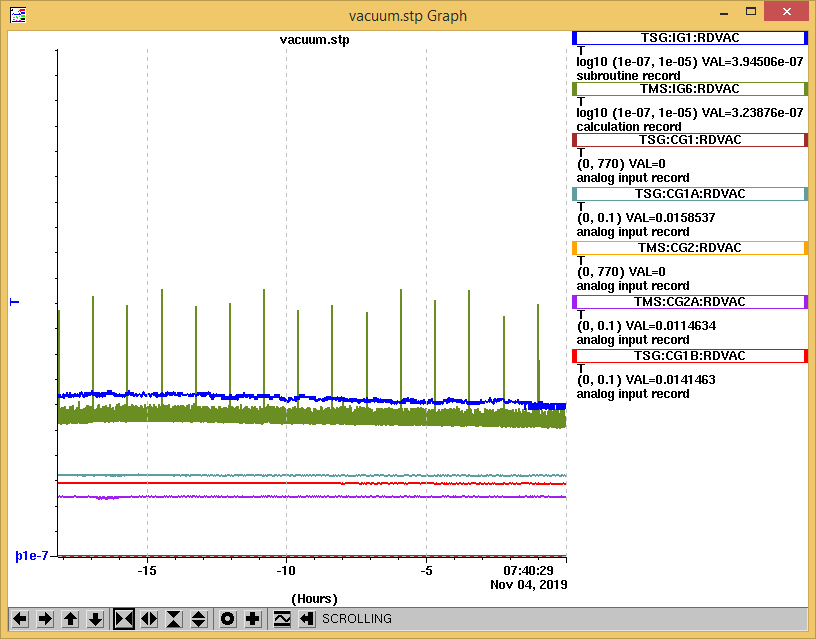 vacuum.stp Graph
vacuum.stp
T
þ1e-7
-15
-10
-5
07:40:29
Nov 04, 2019
(Hours)
TSG:IG1:RDVAC
T
log10 (1e-07, 1e-05) VAL=3.94506e-07
subroutine record
TMS:IG6:RDVAC
T
log10 (1e-07, 1e-05) VAL=3.23876e-07
calculation record
TSG:CG1:RDVAC
T
(0, 770) VAL=0
analog input record
TSG:CG1A:RDVAC
T
(0, 0.1) VAL=0.0158537
analog input record
TMS:CG2:RDVAC
T
(0, 770) VAL=0
analog input record
TMS:CG2A:RDVAC
T
(0, 0.1) VAL=0.0114634
analog input record
TSG:CG1B:RDVAC
T
(0, 0.1) VAL=0.0141463
analog input record
SCROLLING